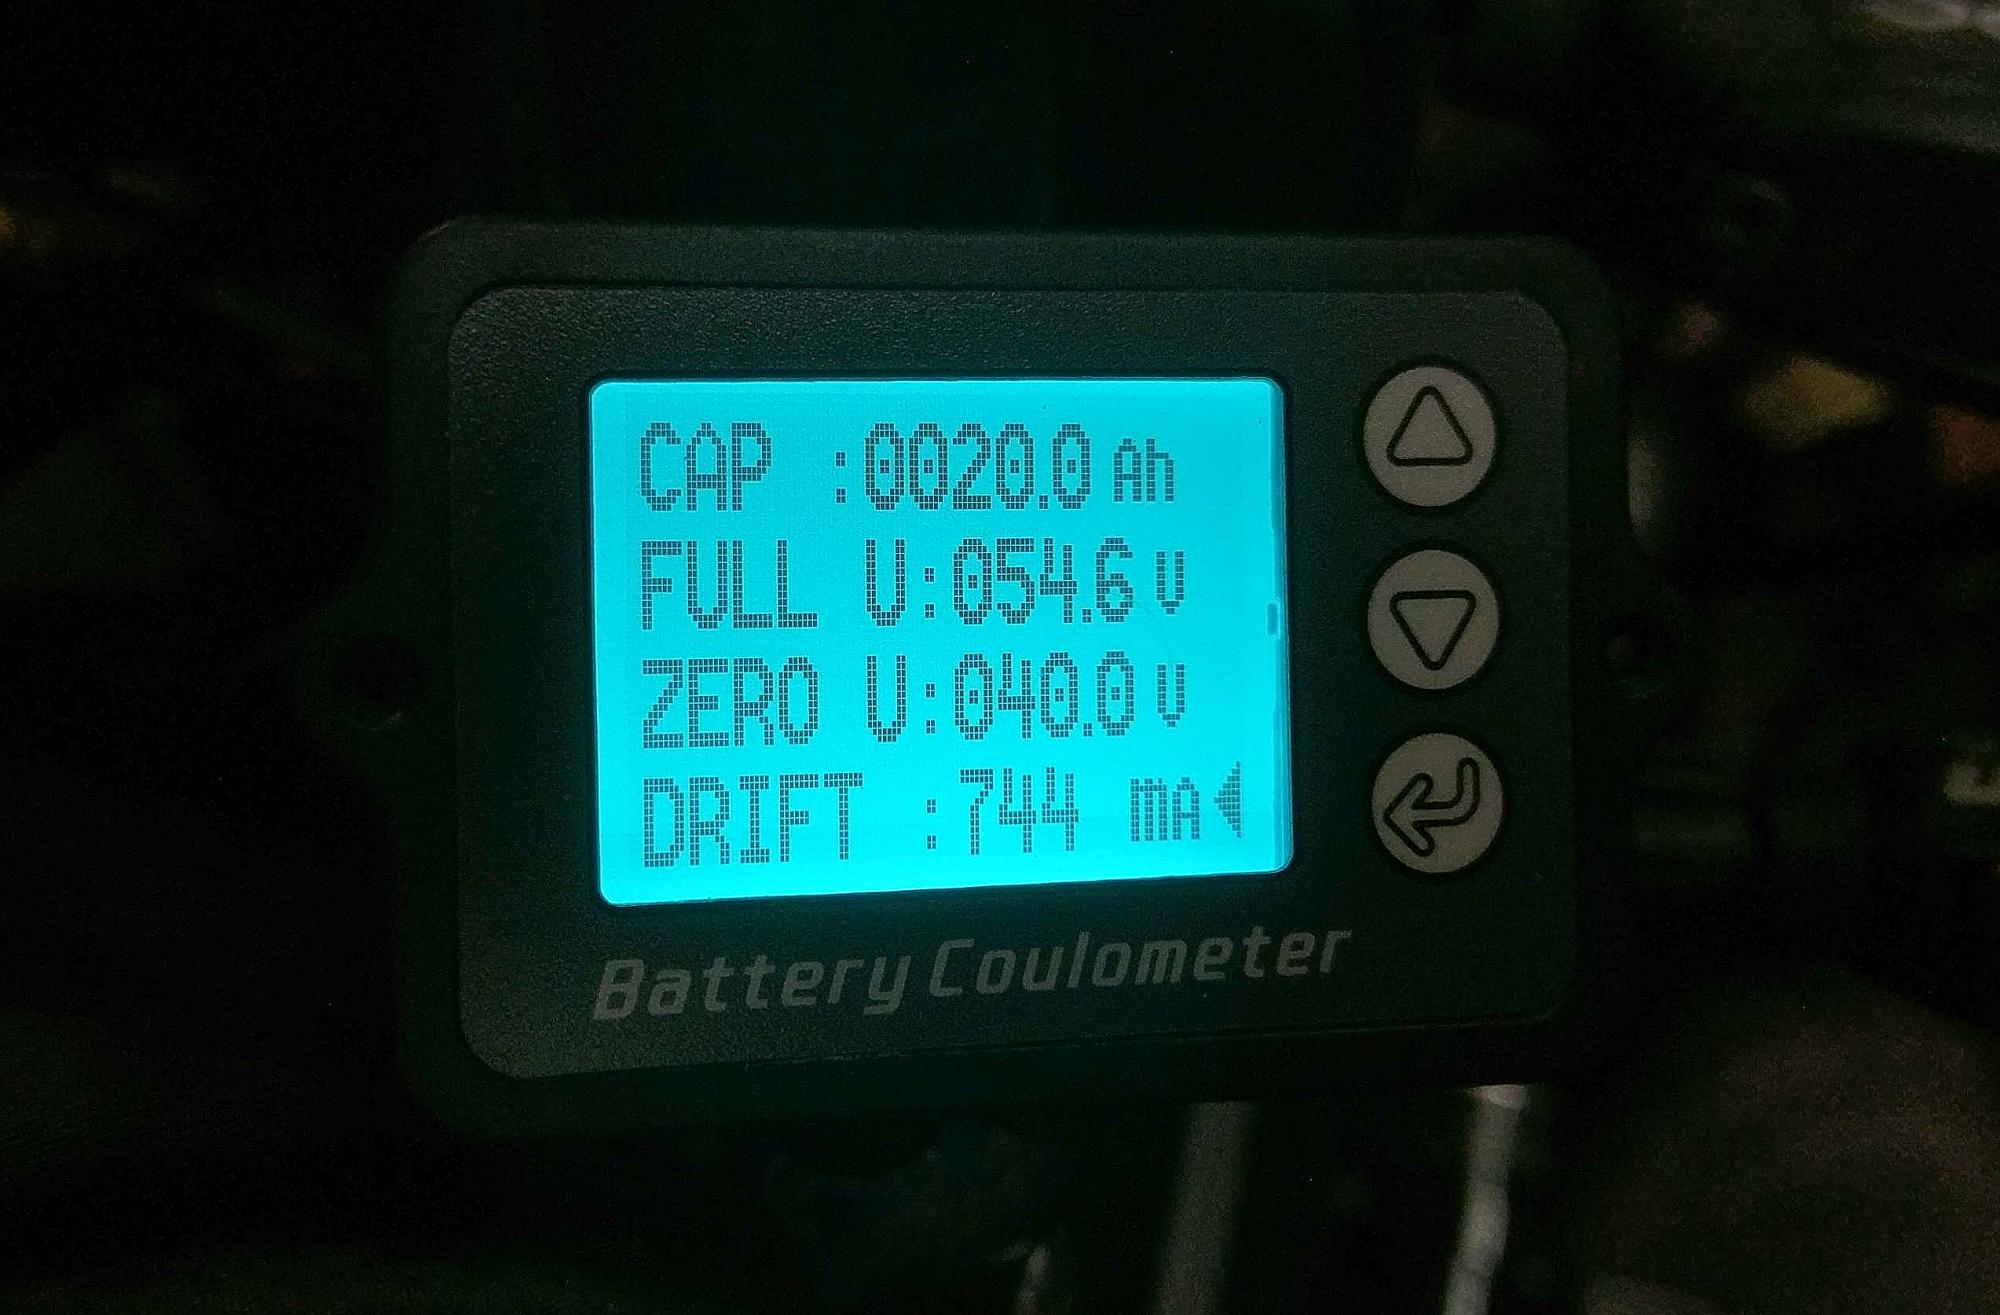 CAP :0020.0 Ah
FULL U:054.6 V
ZERO U:040.0 V
DRIFT :744 mA
Battery Coulometer